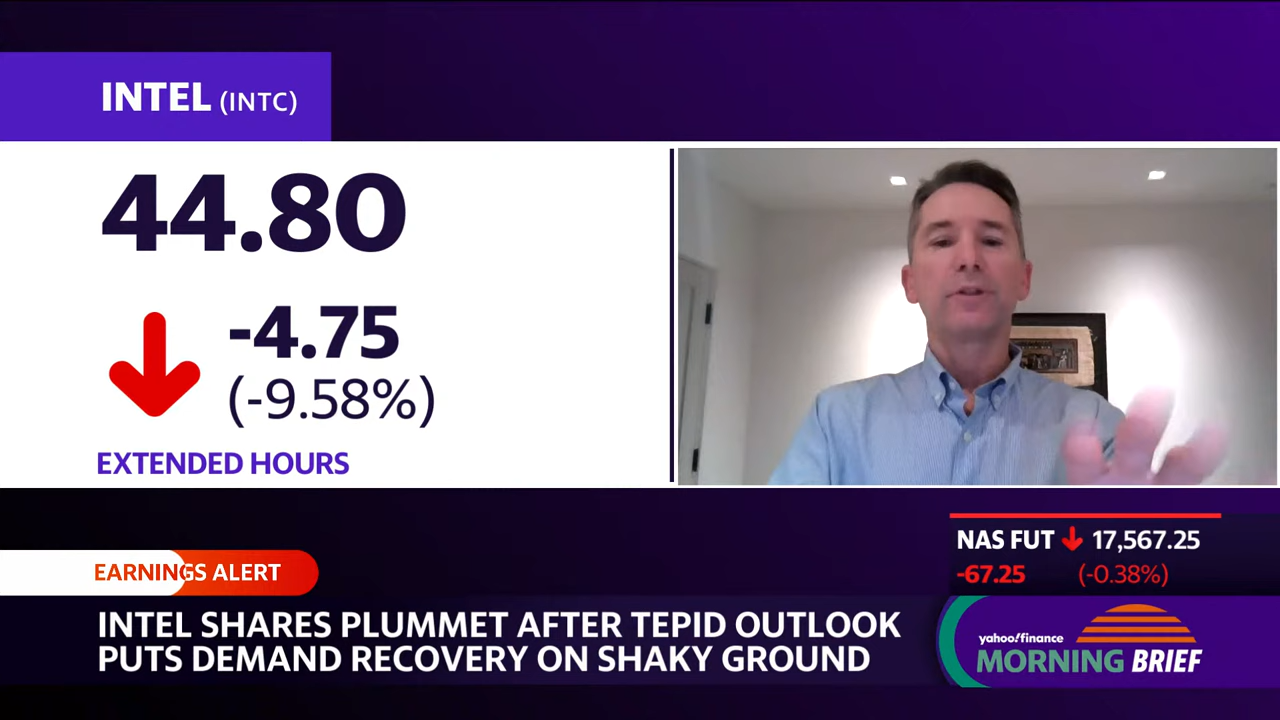 INTEL (INTC)
44.80
-4.75
(-9.58%)
EXTENDED HOURS
NAS FUT 17,567.25
-67.25 (-0.38%)
EARNINGS ALERT
INTEL SHARES PLUMMET AFTER TEPID OUTLOOK
PUTS DEMAND RECOVERY ON SHAKY GROUND
yahoo!finance
MORNING BRIEF